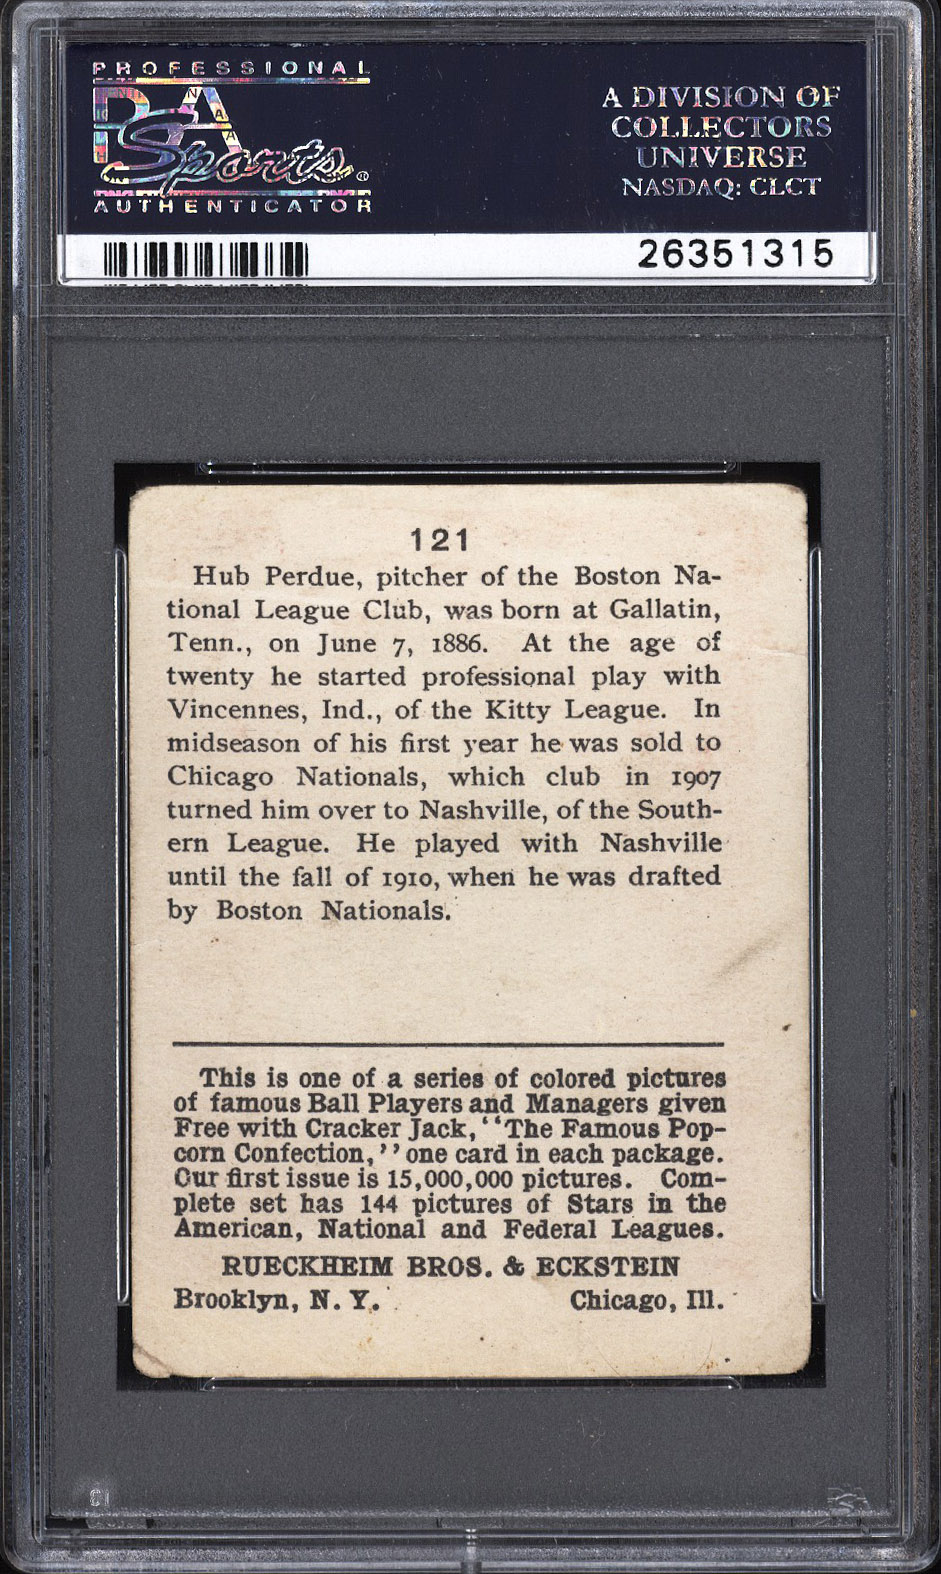 PROFESSIONAL
PSA
Sports®
AUTHENTICATOR
A DIVISION OF
COLLECTORS
UNIVERSE
NASDAQ: CLCT
26351315
121
Hub Perdue, pitcher of the Boston Na-
tional League Club, was born at Gallatin,
Tenn., on June 7, 1886. At the age of
twenty he started professional play with
Vincennes, Ind., of the Kitty League. In
midseason of his first year he was sold to
Chicago Nationals, which club in 1907
turned him over to Nashville, of the South-
ern League. He played with Nashville
until the fall of 1910, when he was drafted
by Boston Nationals.
This is one of a series of colored pictures
of famous Ball Players and Managers given
Free with Cracker Jack, "The Famous Pop-
corn Confection," one card in each package.
Our first issue is 15,000,000 pictures. Com-
plete set has 144 pictures of Stars in the
American, National and Federal Leagues.
RUECKHEIM BROS. & ECKSTEIN
Brooklyn, N. Y. Chicago, Ill.